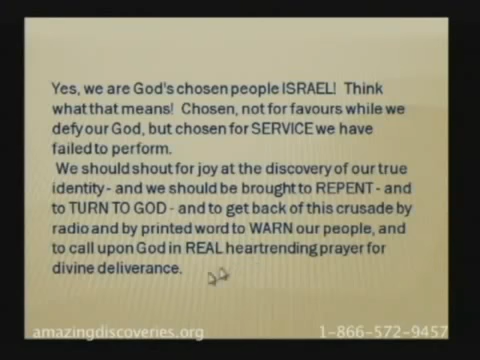 Yes, we are God's chosen people ISRAEL!  Think
what that means!  Chosen, not for favours while we
defy our God, but chosen for SERVICE we have
failed to perform.
We should shout for joy at the discovery of our true
identity - and we should be brought to REPENT - and
to TURN TO GOD - and to get back of this crusade by
radio and by printed word to WARN our people, and
to call upon God in REAL heartrending prayer for
divine deliverance.
amazingdiscoveries.org
1-866-572-9457